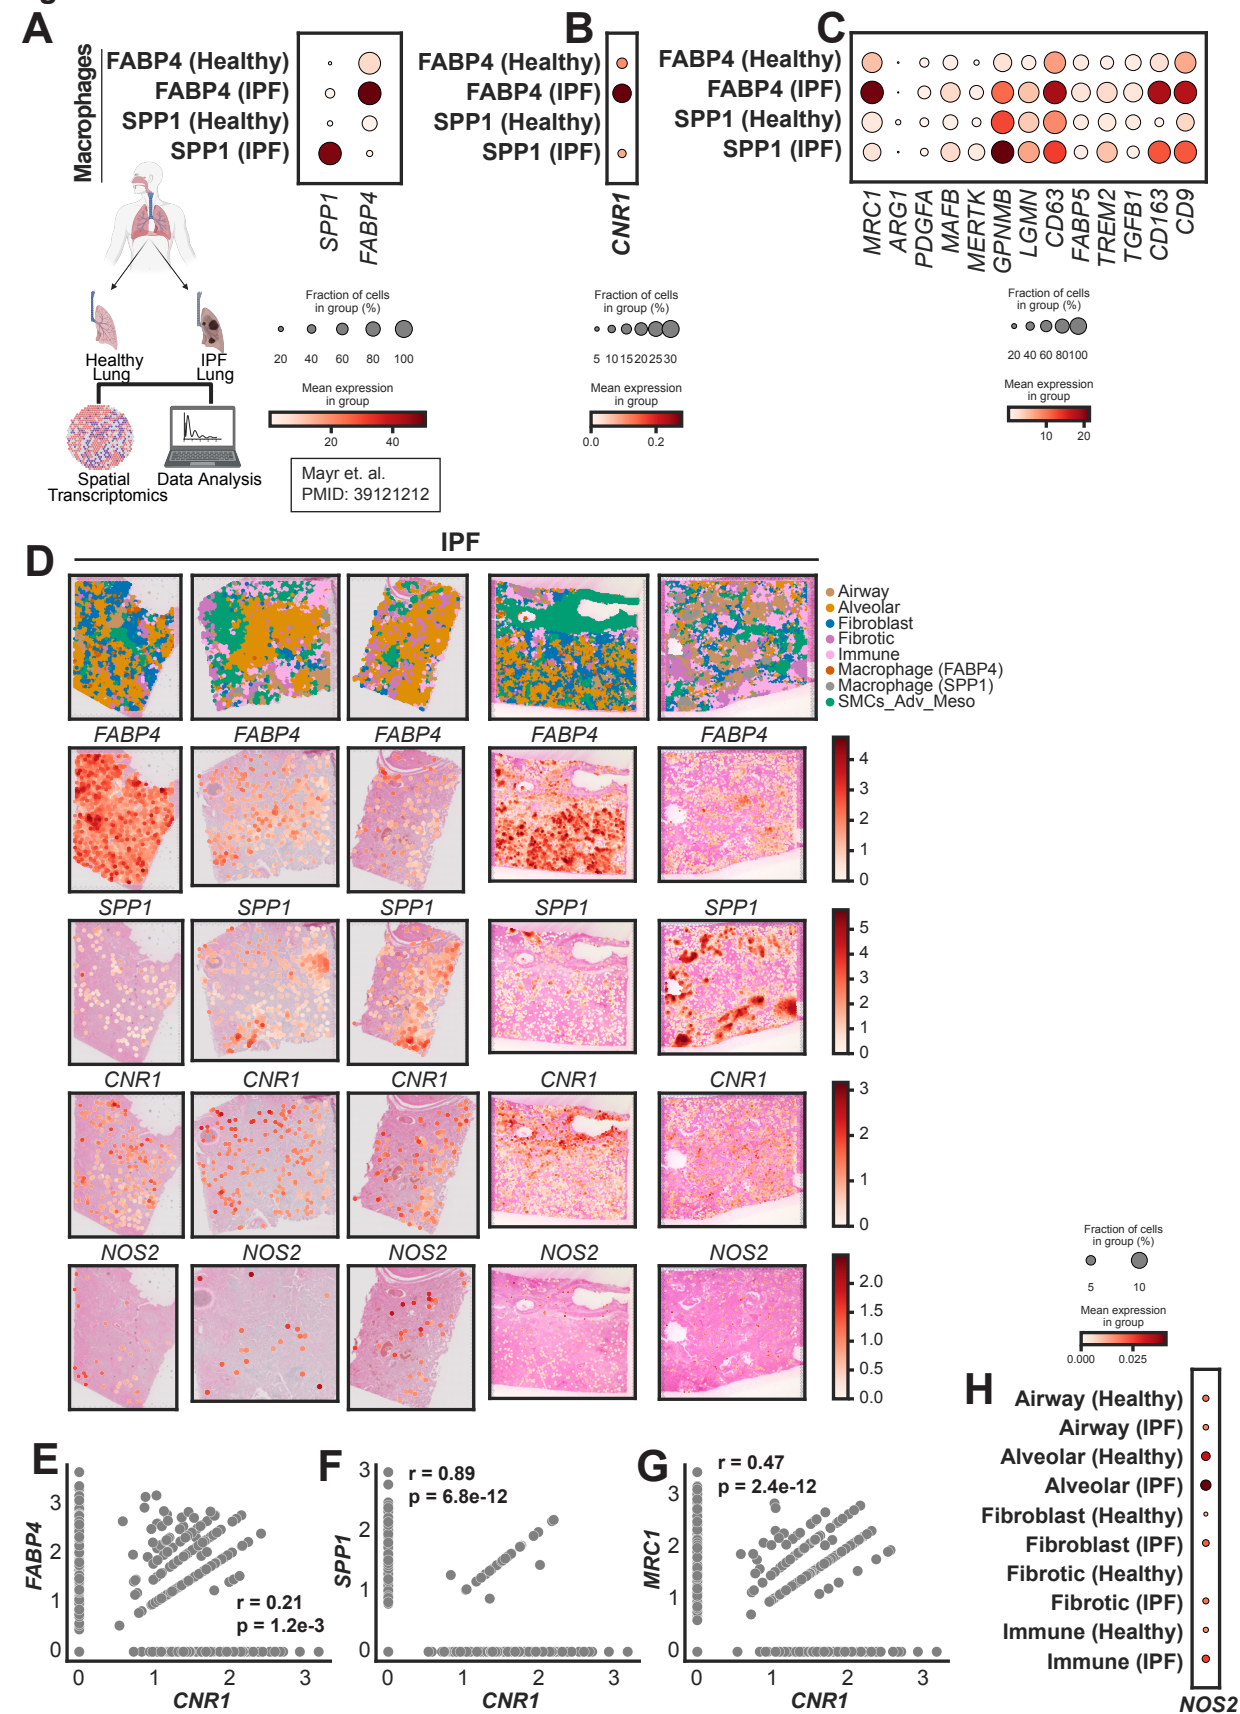 A
Macrophages
FABP4 (Healthy)
FABP4 (IPF)
SPP1 (Healthy)
SPP1 (IPF)
SPP1
FABP4
Healthy
Lung
IPF
Lung
Spatial
Transcriptomics
Data Analysis
Fraction of cells
in group (%)
20 40 60 80 100
Mean expression
in group
20 40
Mayr et. al.
PMID: 39121212
B
FABP4 (Healthy)
FABP4 (IPF)
SPP1 (Healthy)
SPP1 (IPF)
CNR1
Fraction of cells
in group (%)
5 10 15 20 25 30
Mean expression
in group
0.0 0.2
C
FABP4 (Healthy)
FABP4 (IPF)
SPP1 (Healthy)
SPP1 (IPF)
MRC1
ARG1
PDGFA
MAFB
MERTK
GPNMB
LGMN
CD63
FABP5
TREM2
TGFB1
CD163
CD9
Fraction of cells
in group (%)
20 40 60 80 100
Mean expression
in group
10 20
D
IPF
Airway
Alveolar
Fibroblast
Fibrotic
Immune
Macrophage (FABP4)
Macrophage (SPP1)
SMCs_Adv_Meso
FABP4 FABP4 FABP4 FABP4 FABP4
4
3
2
1
0
SPP1 SPP1 SPP1 SPP1 SPP1
5
4
3
2
1
0
CNR1 CNR1 CNR1 CNR1 CNR1
3
2
1
0
NOS2 NOS2 NOS2 NOS2 NOS2
2.0
1.5
1.0
0.5
0.0
E
FABP4
3
2
1
0
r = 0.21
p = 1.2e-3
0 1 2 3
CNR1
F
SPP1
3
2
1
0
r = 0.89
p = 6.8e-12
0 1 2 3
CNR1
G
MRC1
3
2
1
0
r = 0.47
p = 2.4e-12
0 1 2 3
CNR1
Fraction of cells
in group (%)
5 10
Mean expression
in group
0.000 0.025
H
Airway (Healthy)
Airway (IPF)
Alveolar (Healthy)
Alveolar (IPF)
Fibroblast (Healthy)
Fibroblast (IPF)
Fibrotic (Healthy)
Fibrotic (IPF)
Immune (Healthy)
Immune (IPF)
NOS2